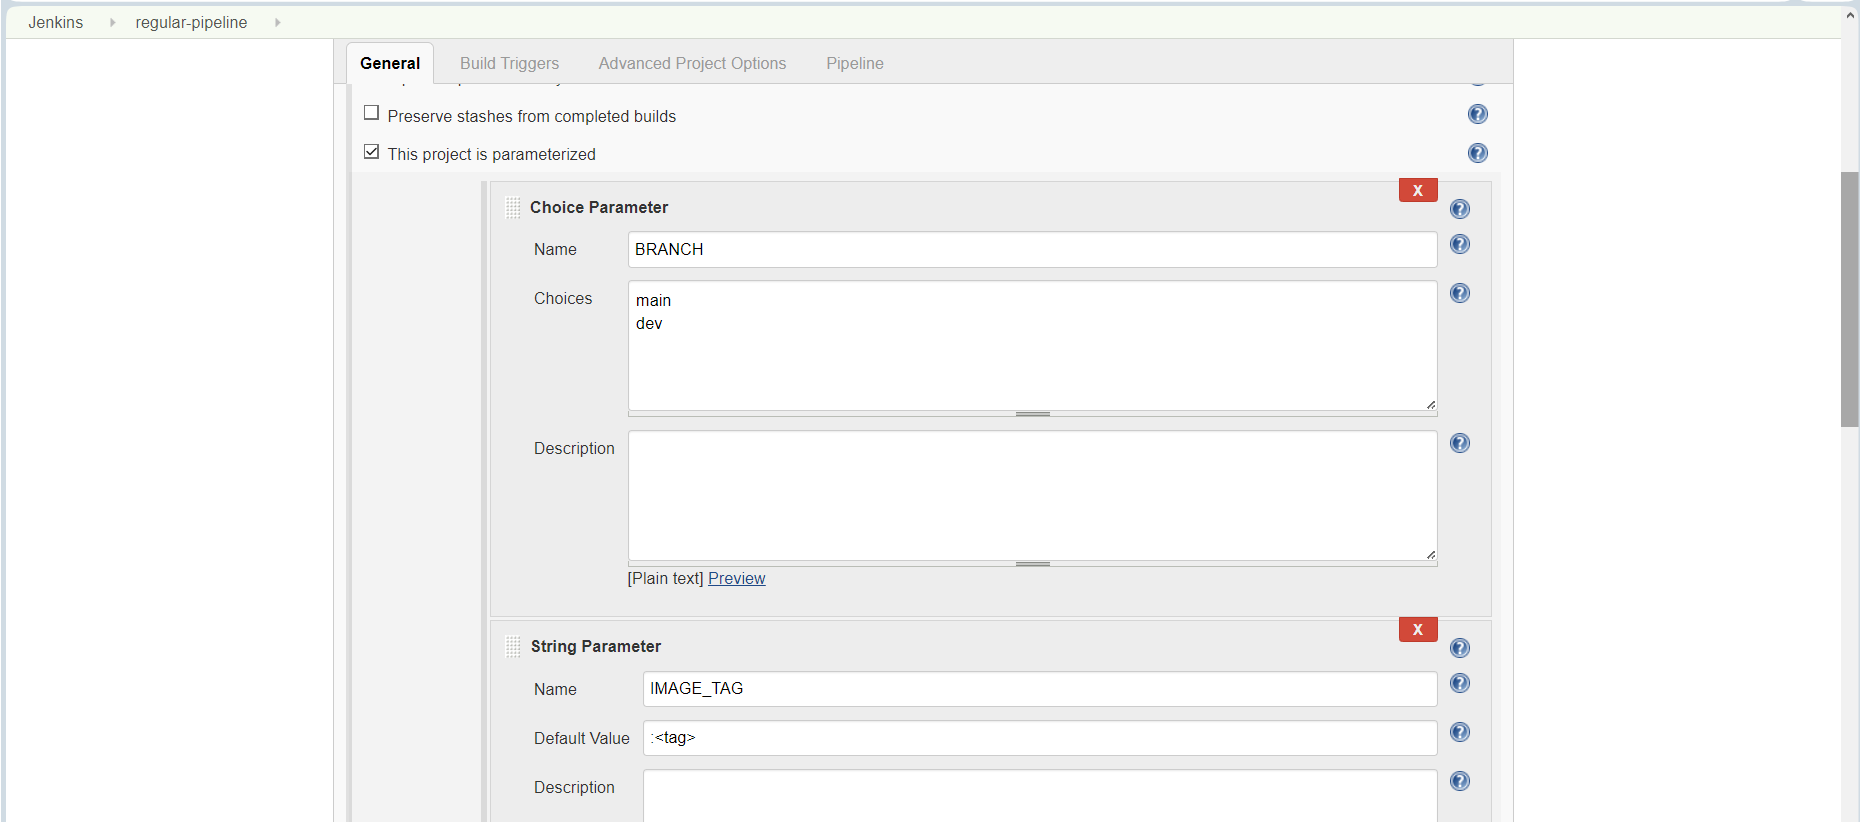 Jenkins regular-pipeline
General Build Triggers Advanced Project Options Pipeline
Preserve stashes from completed builds
This project is parameterized
X
Choice Parameter
Name BRANCH
Choices main
dev
Description
[Plain text] Preview
X
String Parameter
Name IMAGE_TAG
Default Value :<tag>
Description